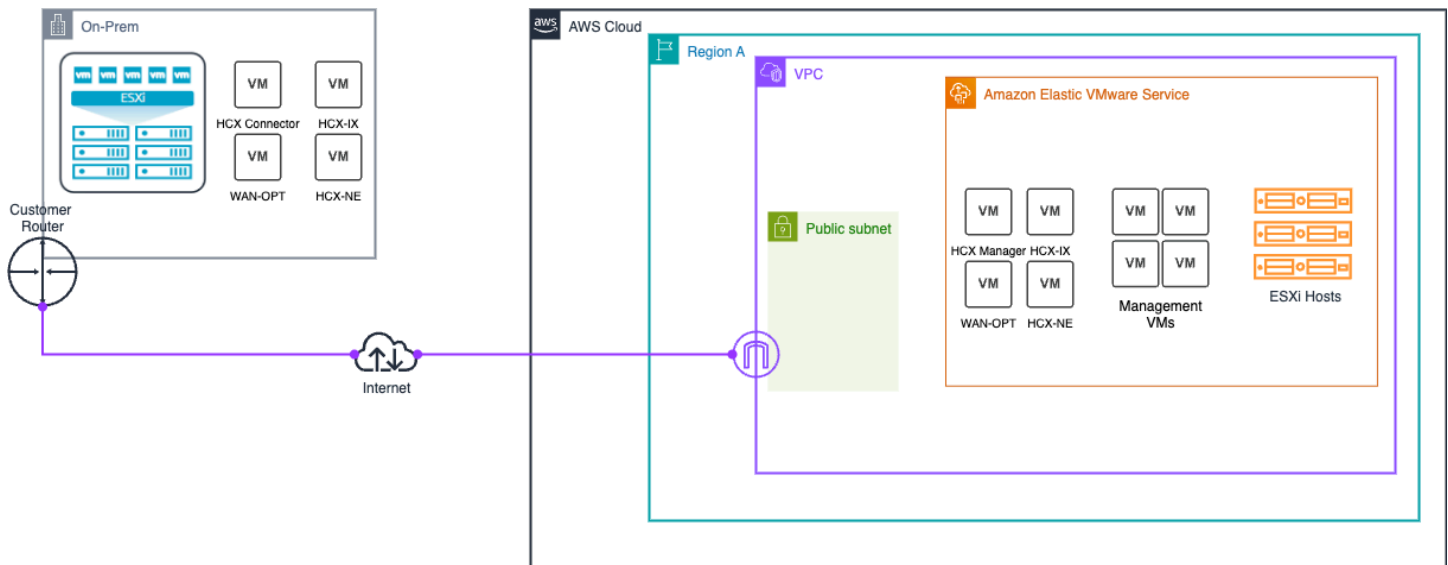 On-Prem
vm vm vm vm vm
ESXi
VM
VM
HCX Connector
HCX-IX
VM
VM
WAN-OPT
HCX-NE
Customer
Router
Internet
aws
AWS Cloud
Region A
VPC
Amazon Elastic VMware Service
Public subnet
VM
VM
HCX Manager
HCX-IX
VM
VM
WAN-OPT
HCX-NE
VM
VM
VM
VM
Management
VMs
ESXi Hosts